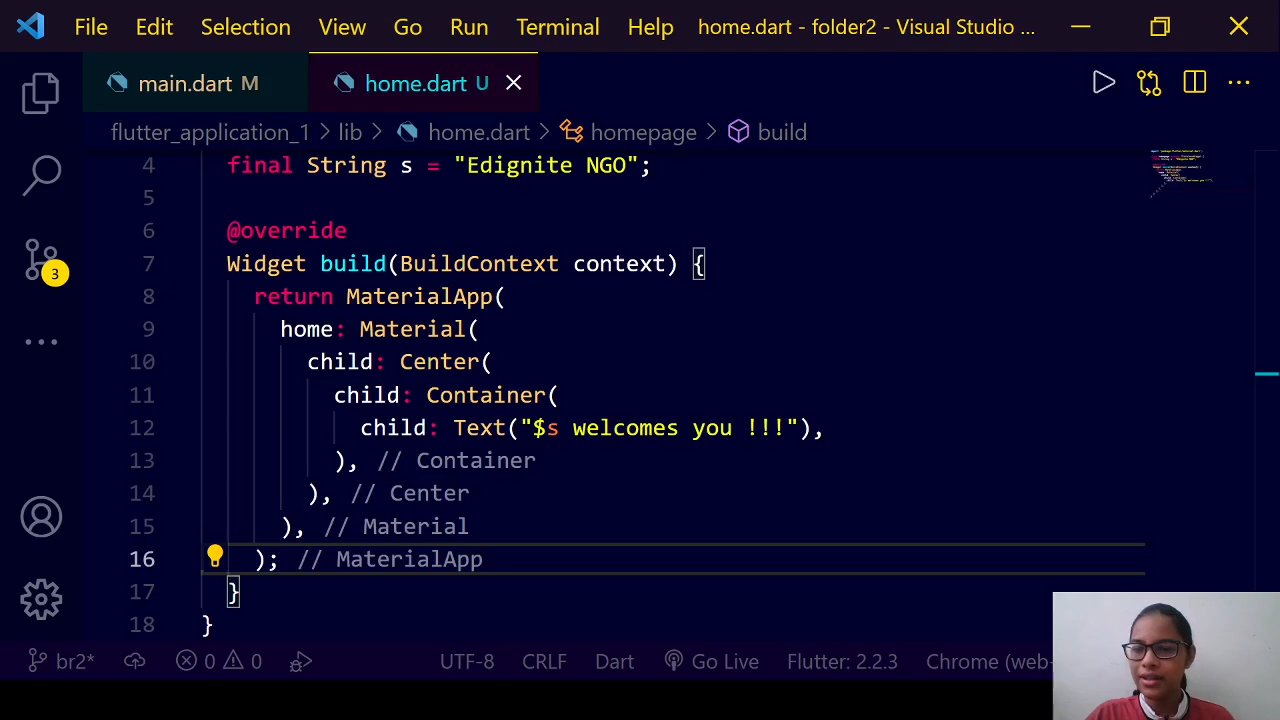 File Edit Selection View Go Run Terminal Help home.dart - folder2 - Visual Studio ...
main.dart M home.dart U
flutter_application_1 > lib > home.dart > homepage > build
4 final String s = "Edignite NGO";
5
6 @override
7 Widget build(BuildContext context) {
8 return MaterialApp(
9 home: Material(
10 child: Center(
11 child: Container(
12 child: Text("$s welcomes you !!!"),
13 ), // Container
14 ), // Center
15 ), // Material
16 ); // MaterialApp
17 }
18 }
3
br2* 0 0 UTF-8 CRLF Dart Go Live Flutter: 2.2.3 Chrome (web-